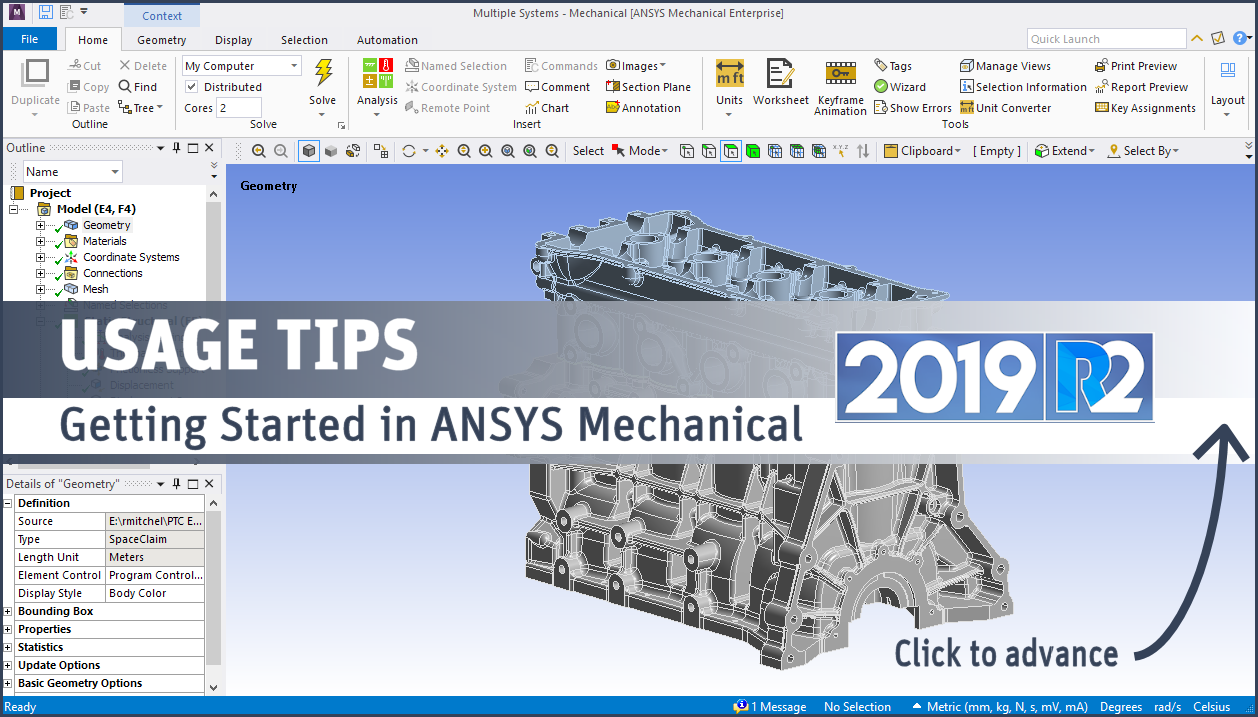 Multiple Systems - Mechanical [ANSYS Mechanical Enterprise]
M
Context
File Home Geometry Display Selection Automation
Quick Launch
Duplicate
Cut
Delete
Copy
Find
Paste
Tree
Outline
My Computer
Distributed
Cores 2
Solve
Solve
Analysis
Named Selection
Coordinate System
Remote Point
Commands
Comment
Chart
Images
Section Plane
Annotation
Insert
Units
Worksheet
Keyframe
Animation
Tags
Wizard
Show Errors
Manage Views
Selection Information
Unit Converter
Print Preview
Report Preview
Key Assignments
Tools
Layout
Outline
Select Mode Clipboard [ Empty ] Extend Select By
Name
Project
Model (E4, F4)
Geometry
Materials
Coordinate Systems
Connections
Mesh
Named Selections
Displacement
Geometry
USAGE TIPS
Getting Started in ANSYS Mechanical
2019 R2
Details of "Geometry"
Definition
Source E:\rmitchel\PTC E...
Type SpaceClaim
Length Unit Meters
Element Control Program Control...
Display Style Body Color
Bounding Box
Properties
Statistics
Update Options
Basic Geometry Options
Click to advance
Ready
1 Message No Selection Metric (mm, kg, N, s, mV, mA) Degrees rad/s Celsius